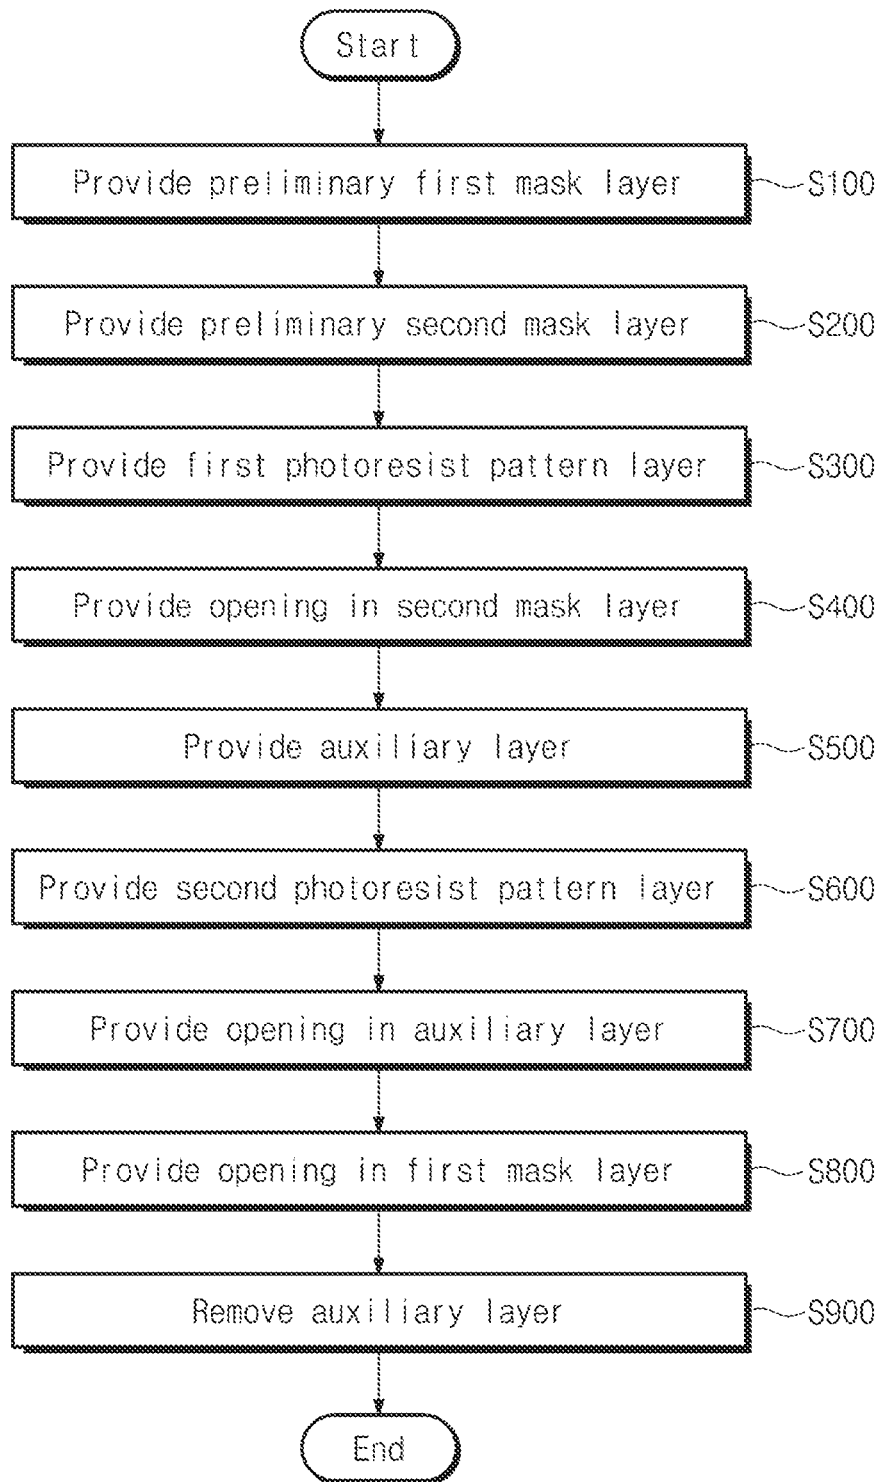 Start
Provide preliminary first mask layer S100
Provide preliminary second mask layer S200
Provide first photoresist pattern layer S300
Provide opening in second mask layer S400
Provide auxiliary layer S500
Provide second photoresist pattern layer S600
Provide opening in auxiliary layer S700
Provide opening in first mask layer S800
Remove auxiliary layer S900
End